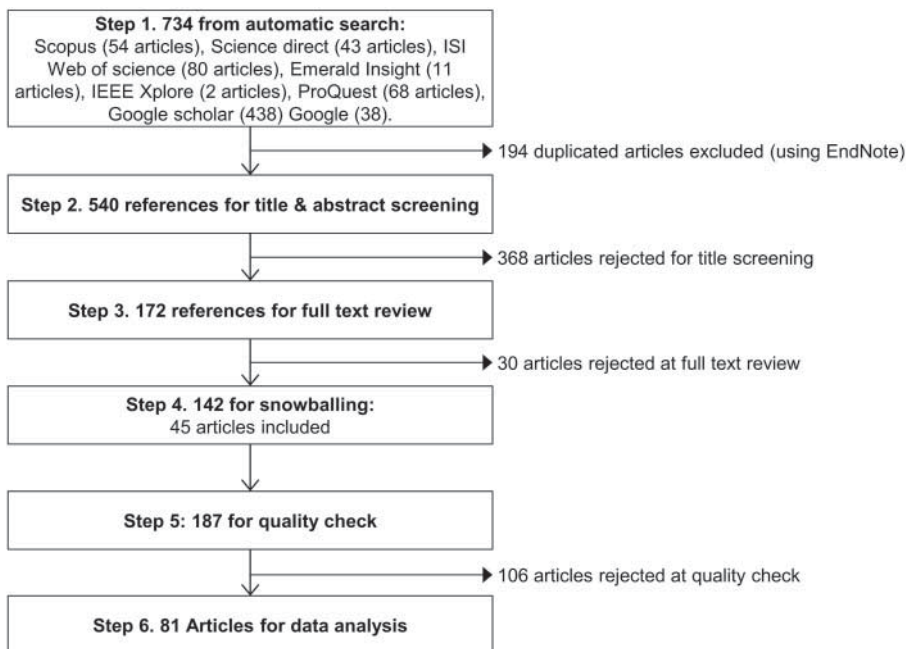 Step 1. 734 from automatic search:
Scopus (54 articles), Science direct (43 articles), ISI
Web of science (80 articles), Emerald Insight (11
articles), IEEE Xplore (2 articles), ProQuest (68 articles),
Google scholar (438) Google (38).
194 duplicated articles excluded (using EndNote)
Step 2. 540 references for title & abstract screening
368 articles rejected for title screening
Step 3. 172 references for full text review
30 articles rejected at full text review
Step 4. 142 for snowballing:
45 articles included
Step 5: 187 for quality check
106 articles rejected at quality check
Step 6. 81 Articles for data analysis